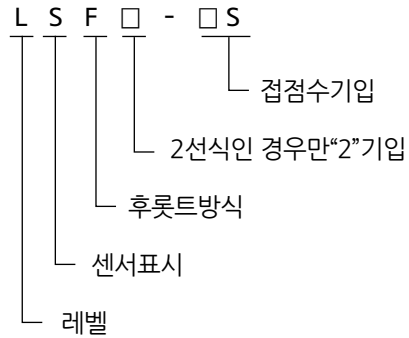 L S F □ - □ S
접점수기입
2선식인 경우만“2”기입
후롯트방식
센서표시
레벨